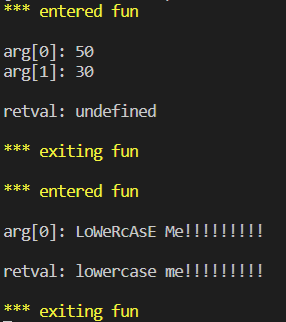 *** entered fun
arg[0]: 50
arg[1]: 30
retval: undefined
*** exiting fun
*** entered fun
arg[0]: LoWeRcAsE Me!!!!!!!!!
retval: lowercase me!!!!!!!!!
*** exiting fun